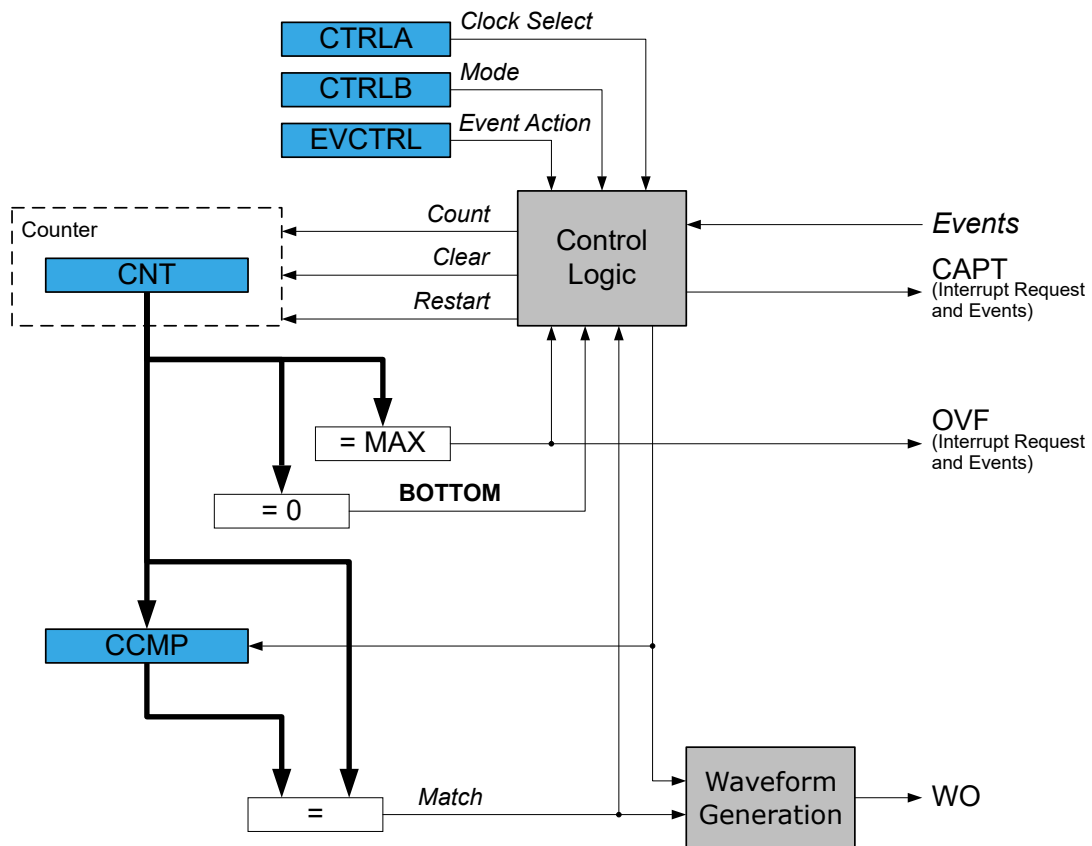 CTRLA
Clock Select
CTRLB
Mode
EVCTRL
Event Action
Counter
CNT
Count
Clear
Restart
Control
Logic
Events
CAPT
(Interrupt Request
and Events)
= MAX
OVF
(Interrupt Request
and Events)
= 0
BOTTOM
CCMP
=
Match
Waveform
Generation
WO